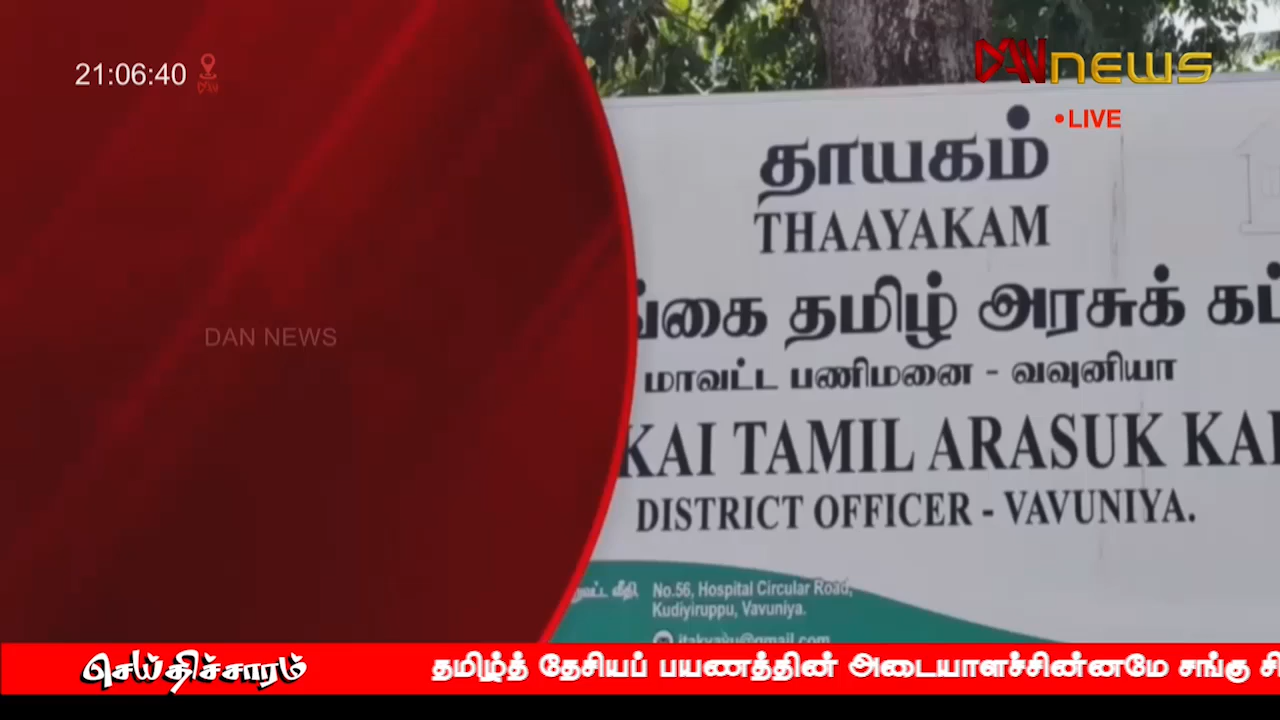 21:06:40
DAN NEWS
LIVE
தாயகம்
THAAYAKAM
ங்கை தமிழ் அரசுக் கட்
மாவட்ட பணிமனை - வவுனியா
KAI TAMIL ARASUK KA
DISTRICT OFFICER - VAVUNIYA.
DAN NEWS
வட்ட வீதி, No.56, Hospital Circular Road,
Kudiyiruppu, Vavuniya.
செய்திச்சாரம் தமிழ்த் தேசியப் பயணத்தின் அடையாளச்சின்னமே சங்கு சி